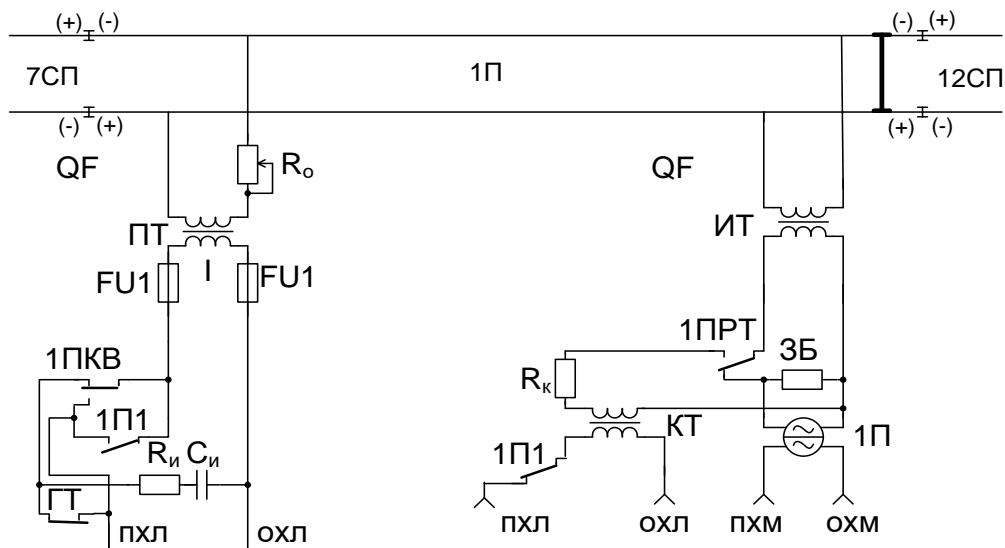 (+) (-) (-) (+)
7СП 1П 12СП
(-) (+) (+) (-)
QF Rо QF
ПТ ИТ
FU1 I FU1
1ПРТ ЗБ
1ПКВ
Rк
1П1 КТ 1П
Rи Cи 1П1
ГТ
ПХЛ ОХЛ ПХЛ ОХЛ ПХМ ОХМ